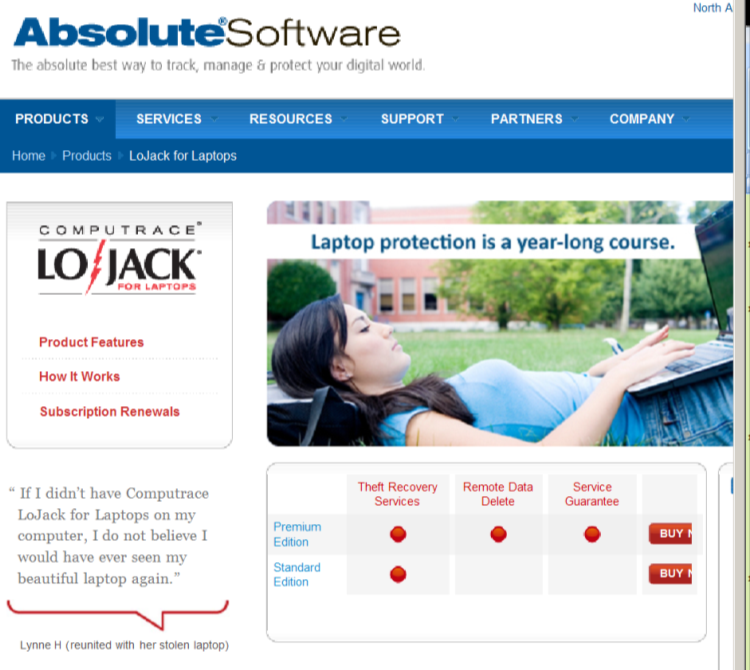 North A
Absolute®Software
The absolute best way to track, manage & protect your digital world.
PRODUCTS SERVICES RESOURCES SUPPORT PARTNERS COMPANY
Home Products LoJack for Laptops
COMPUTRACE®
LOJACK
FOR LAPTOPS
Product Features
How It Works
Subscription Renewals
Laptop protection is a year-long course.
“ If I didn’t have Computrace
LoJack for Laptops on my
computer, I do not believe I
would have ever seen my
beautiful laptop again.”
Lynne H (reunited with her stolen laptop)
Theft Recovery Remote Data Service
Services Delete Guarantee
Premium
Edition
BUY
Standard
Edition
BUY